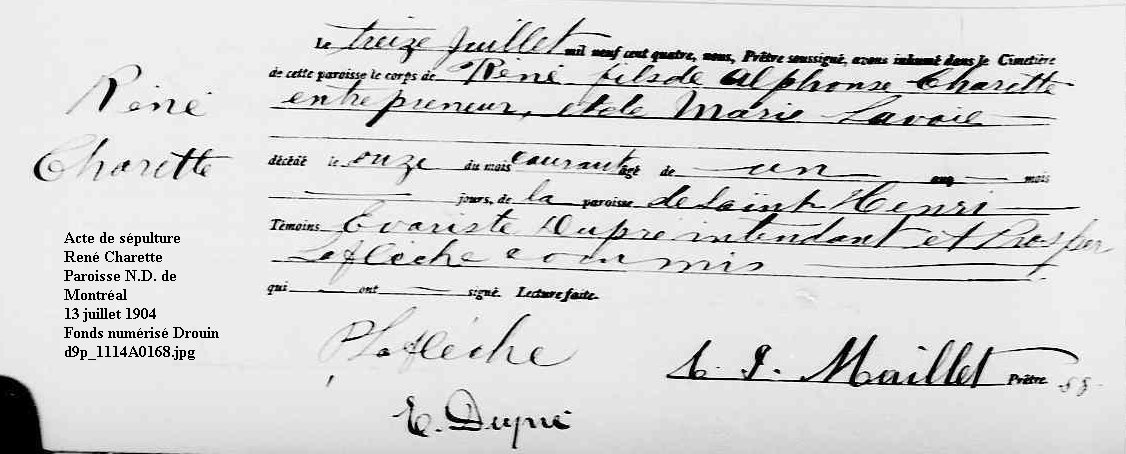 René
Charette
Acte de sépulture
René Charette
Paroisse N.D. de
Montréal
13 juillet 1904
Fonds numérisé Drouin
d9p_1114A0168.jpg
Le treize juillet mil neuf cent quatre, nous, Prêtre soussigné, avons inhumé dans le Cimetière
de cette paroisse le corps de René fils de Alphonse Charette
entrepreneur, et de Marie Lavoie
décédé le onze du mois courant âgé de un ans mois
jours, de la paroisse de Saint Henri
Témoins Evariste Dupré intendant et Prosper
Laflèche commis
qui ont signé. Lecture faite.
P Laflèche
L. J. Maillet Prêtre
E. Dupré